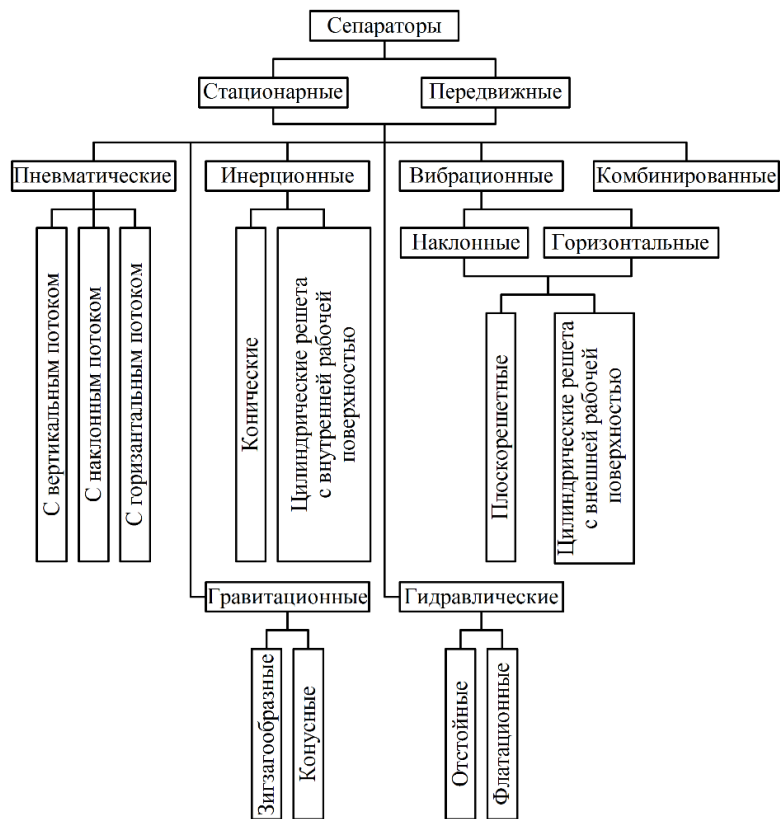 Сепараторы
Стационарные
Передвижные
Пневматические
Инерционные
Вибрационные
Комбинированные
Наклонные
Горизонтальные
С вертикальным потоком
С наклонным потоком
С горизантальным потоком
Конические
Цилиндрические решета
с внутренней рабочей
поверхностью
Плоскорешетные
Цилиндрические решета
с внешней рабочей
поверхностью
Гравитационные
Гидравлические
Зигзагообразные
Конусные
Отстойные
Флатационные